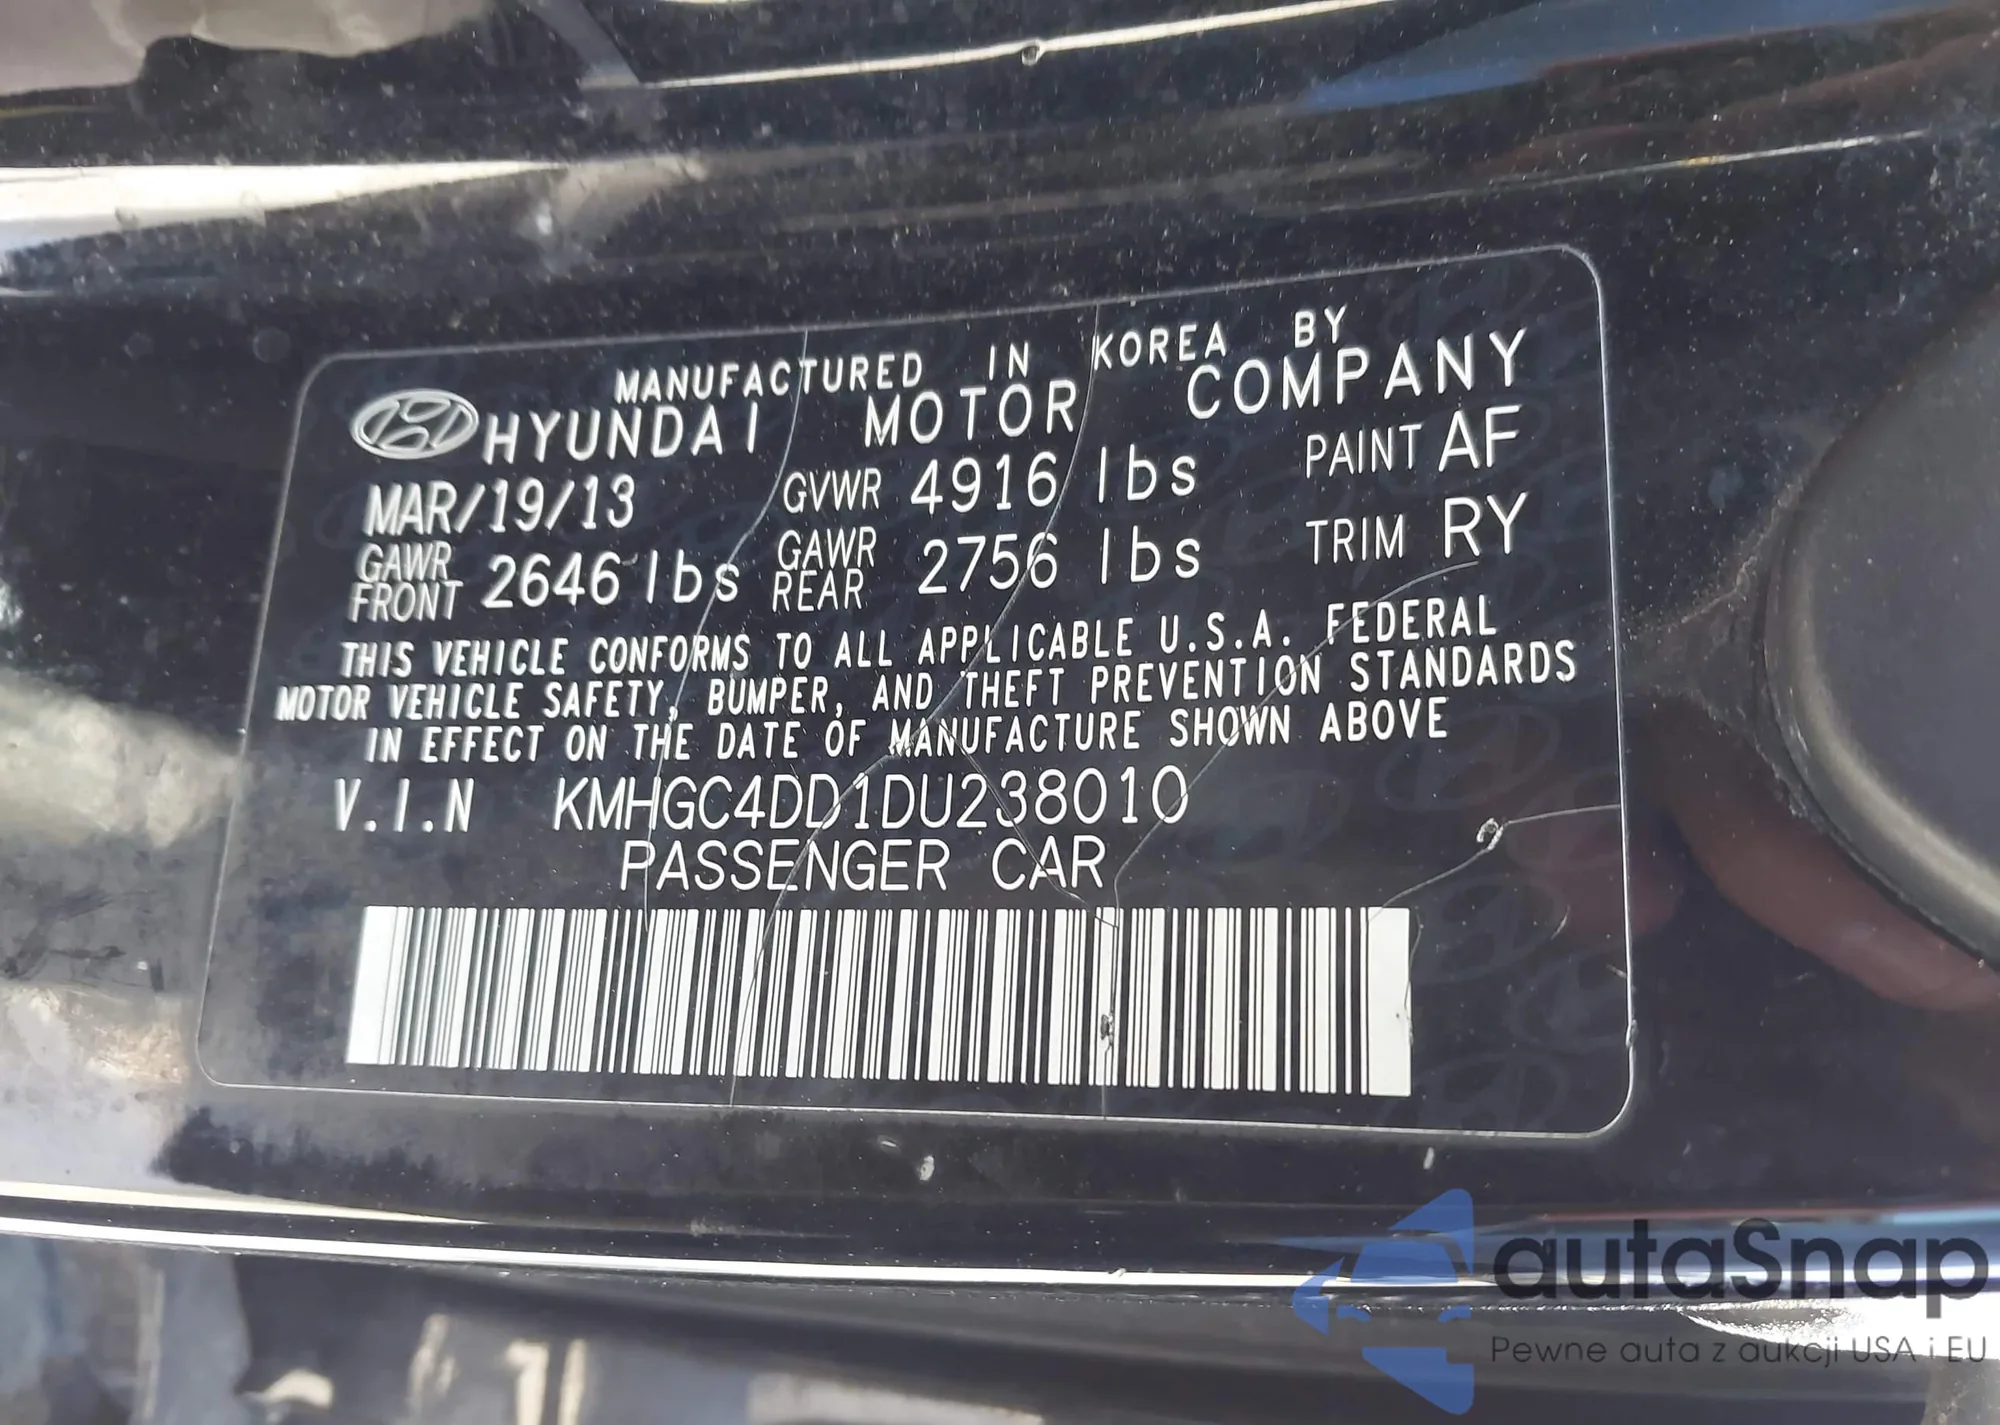 MANUFACTURED IN KOREA BY
HYUNDAI MOTOR COMPANY
MAR/19/13 GVWR 4916 lbs PAINT AF
GAWR FRONT 2646 lbs GAWR REAR 2756 lbs TRIM RY
THIS VEHICLE CONFORMS TO ALL APPLICABLE U.S.A. FEDERAL
MOTOR VEHICLE SAFETY, BUMPER, AND THEFT PREVENTION STANDARDS
IN EFFECT ON THE DATE OF MANUFACTURE SHOWN ABOVE
V.I.N KMHGC4DD1DU238010
PASSENGER CAR
autaSnap
Pewne auta z aukcji USA i EU